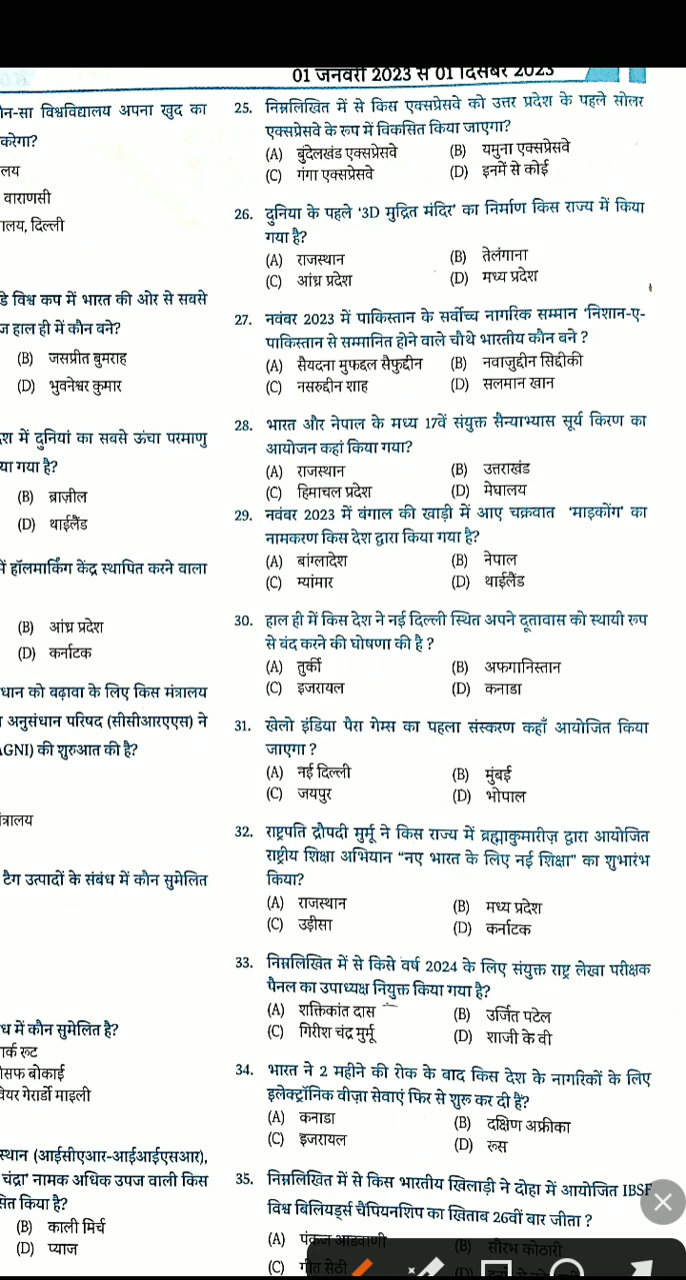 01 जनवरी 2023 से 01 दिसंबर 2023
न-सा विश्वविद्यालय अपना खुद का
करेगा?
लय
वाराणसी
ालय, दिल्ली
डे विश्व कप में भारत की ओर से सबसे
ज हाल ही में कौन बने?
(B) जसप्रीत बुमराह
(D) भुवनेश्वर कुमार
श में दुनियां का सबसे ऊंचा परमाणु
या गया है?
(B) ब्राज़ील
(D) थाईलैंड
में हॉलमार्किंग केंद्र स्थापित करने वाला
(B) आंध्र प्रदेश
(D) कर्नाटक
धान को बढ़ावा के लिए किस मंत्रालय
अनुसंधान परिषद (सीसीआरएएस) ने
AGNI) की शुरुआत की है?
मंत्रालय
टैग उत्पादों के संबंध में कौन सुमेलित
ध में कौन सुमेलित है?
र्क रूट
सफ बोकाई
वियर गेरार्डो माइली
स्थान (आईसीएआर-आईआईएसआर),
चंद्रा' नामक अधिक उपज वाली किस
सित किया है?
(B) काली मिर्च
(D) प्याज
25. निम्नलिखित में से किस एक्सप्रेसवे को उत्तर प्रदेश के पहले सोलर
एक्सप्रेसवे के रूप में विकसित किया जाएगा?
(A) बुंदेलखंड एक्सप्रेसवे (B) यमुना एक्सप्रेसवे
(C) गंगा एक्सप्रेसवे (D) इनमें से कोई
26. दुनिया के पहले '3D मुद्रित मंदिर' का निर्माण किस राज्य में किया
गया है?
(A) राजस्थान (B) तेलंगाना
(C) आंध्र प्रदेश (D) मध्य प्रदेश
27. नवंबर 2023 में पाकिस्तान के सर्वोच्च नागरिक सम्मान 'निशान-ए-
पाकिस्तान से सम्मानित होने वाले चौथे भारतीय कौन बने ?
(A) सैयदना मुफद्दल सैफुद्दीन (B) नवाजुद्दीन सिद्दीकी
(C) नसरुद्दीन शाह (D) सलमान खान
28. भारत और नेपाल के मध्य 17वें संयुक्त सैन्याभ्यास सूर्य किरण का
आयोजन कहां किया गया?
(A) राजस्थान (B) उत्तराखंड
(C) हिमाचल प्रदेश (D) मेघालय
29. नवंबर 2023 में बंगाल की खाड़ी में आए चक्रवात 'माइकोंग' का
नामकरण किस देश द्वारा किया गया है?
(A) बांग्लादेश (B) नेपाल
(C) म्यांमार (D) थाईलैंड
30. हाल ही में किस देश ने नई दिल्ली स्थित अपने दूतावास को स्थायी रूप
से बंद करने की घोषणा की है ?
(A) तुर्की (B) अफगानिस्तान
(C) इजरायल (D) कनाडा
31. खेलो इंडिया पैरा गेम्स का पहला संस्करण कहाँ आयोजित किया
जाएगा ?
(A) नई दिल्ली (B) मुंबई
(C) जयपुर (D) भोपाल
32. राष्ट्रपति द्रौपदी मुर्मू ने किस राज्य में ब्रह्माकुमारीज़ द्वारा आयोजित
राष्ट्रीय शिक्षा अभियान "नए भारत के लिए नई शिक्षा" का शुभारंभ
किया?
(A) राजस्थान (B) मध्य प्रदेश
(C) उड़ीसा (D) कर्नाटक
33. निम्नलिखित में से किसे वर्ष 2024 के लिए संयुक्त राष्ट्र लेखा परीक्षक
पैनल का उपाध्यक्ष नियुक्त किया गया है?
(A) शक्तिकांत दास (B) उर्जित पटेल
(C) गिरीश चंद्र मुर्मू (D) शाजी के वी
34. भारत ने 2 महीने की रोक के बाद किस देश के नागरिकों के लिए
इलेक्ट्रॉनिक वीज़ा सेवाएं फिर से शुरू कर दी हैं?
(A) कनाडा (B) दक्षिण अफ्रीका
(C) इजरायल (D) रूस
35. निम्नलिखित में से किस भारतीय खिलाड़ी ने दोहा में आयोजित IBSF
विश्व बिलियर्ड्स चैंपियनशिप का खिताब 26वीं बार जीता ?
(A) पंकज आडवाणी (B) सौरभ कोठारी
(C) गीत सेठी (D)